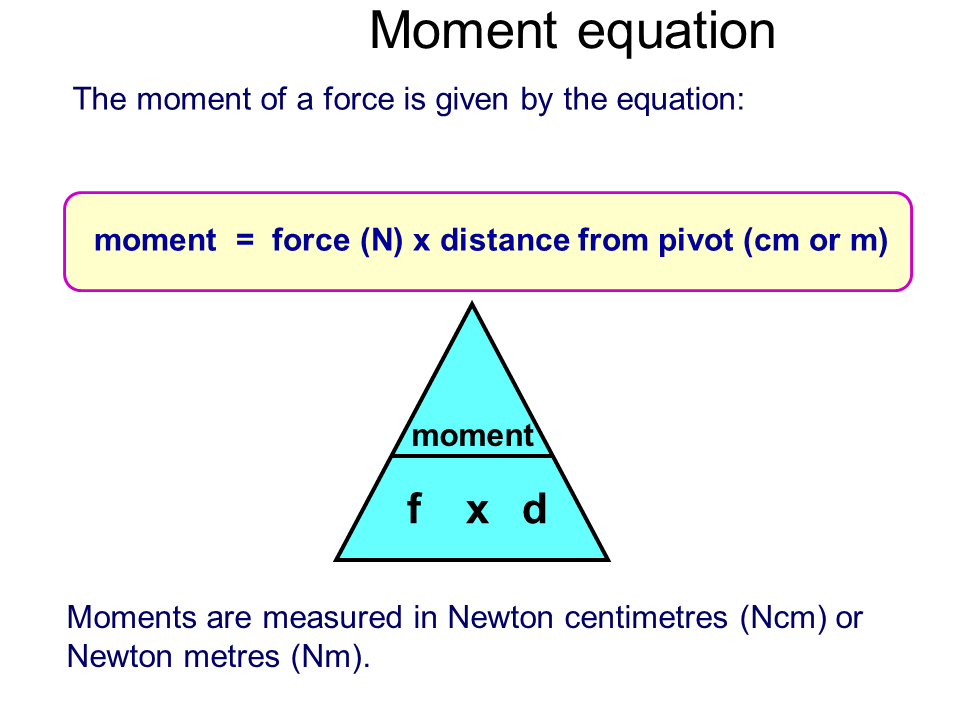 Moment equation
The moment of a force is given by the equation:
moment = force (N) x distance from pivot (cm or m)
moment
f x d
Moments are measured in Newton centimetres (Ncm) or
Newton metres (Nm).